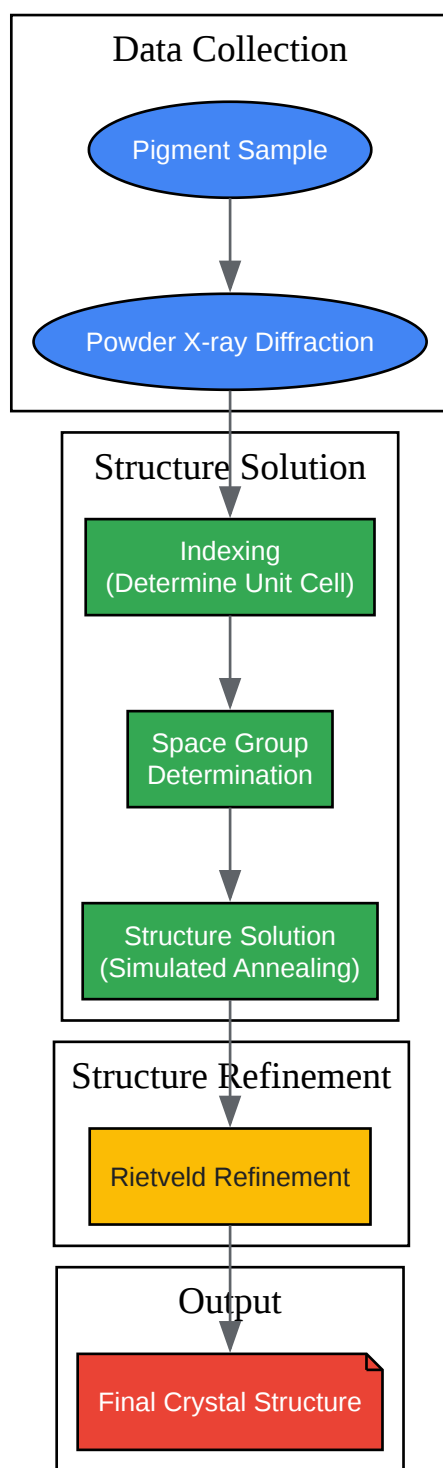 Data Collection
Pigment Sample
Powder X-ray Diffraction
Structure Solution
Indexing
(Determine Unit Cell)
Space Group
Determination
Structure Solution
(Simulated Annealing)
Structure Refinement
Rietveld Refinement
Output
Final Crystal Structure